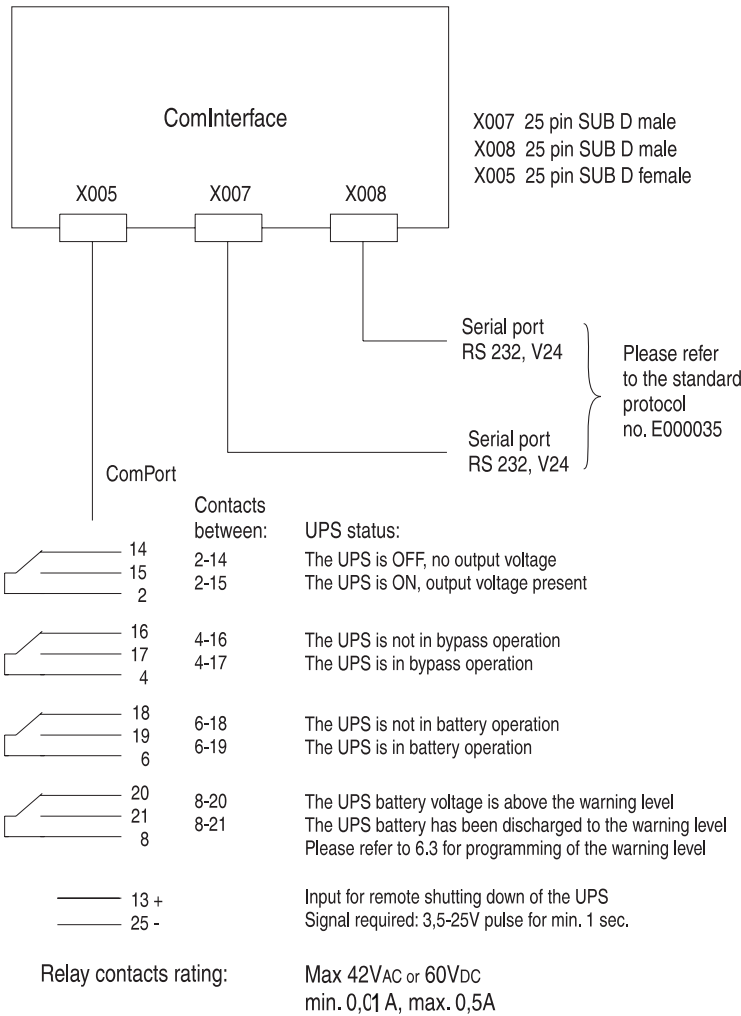 ComInterface
X007 25 pin SUB D male
X008 25 pin SUB D male
X005 25 pin SUB D female
X005
X007
X008
Serial port
RS 232, V24
Please refer
to the standard
protocol
no. E000035
Serial port
RS 232, V24
ComPort
Contacts
between:
UPS status:
14
2-14
The UPS is OFF, no output voltage
15
2-15
The UPS is ON, output voltage present
2
16
4-16
The UPS is not in bypass operation
17
4-17
The UPS is in bypass operation
4
18
6-18
The UPS is not in battery operation
19
6-19
The UPS is in battery operation
6
20
8-20
The UPS battery voltage is above the warning level
21
8-21
The UPS battery has been discharged to the warning level
8
Please refer to 6.3 for programming of the warning level
13 +
Input for remote shutting down of the UPS
25 -
Signal required: 3,5-25V pulse for min. 1 sec.
Relay contacts rating:
Max 42VAC or 60VDC
min. 0,01 A, max. 0,5A